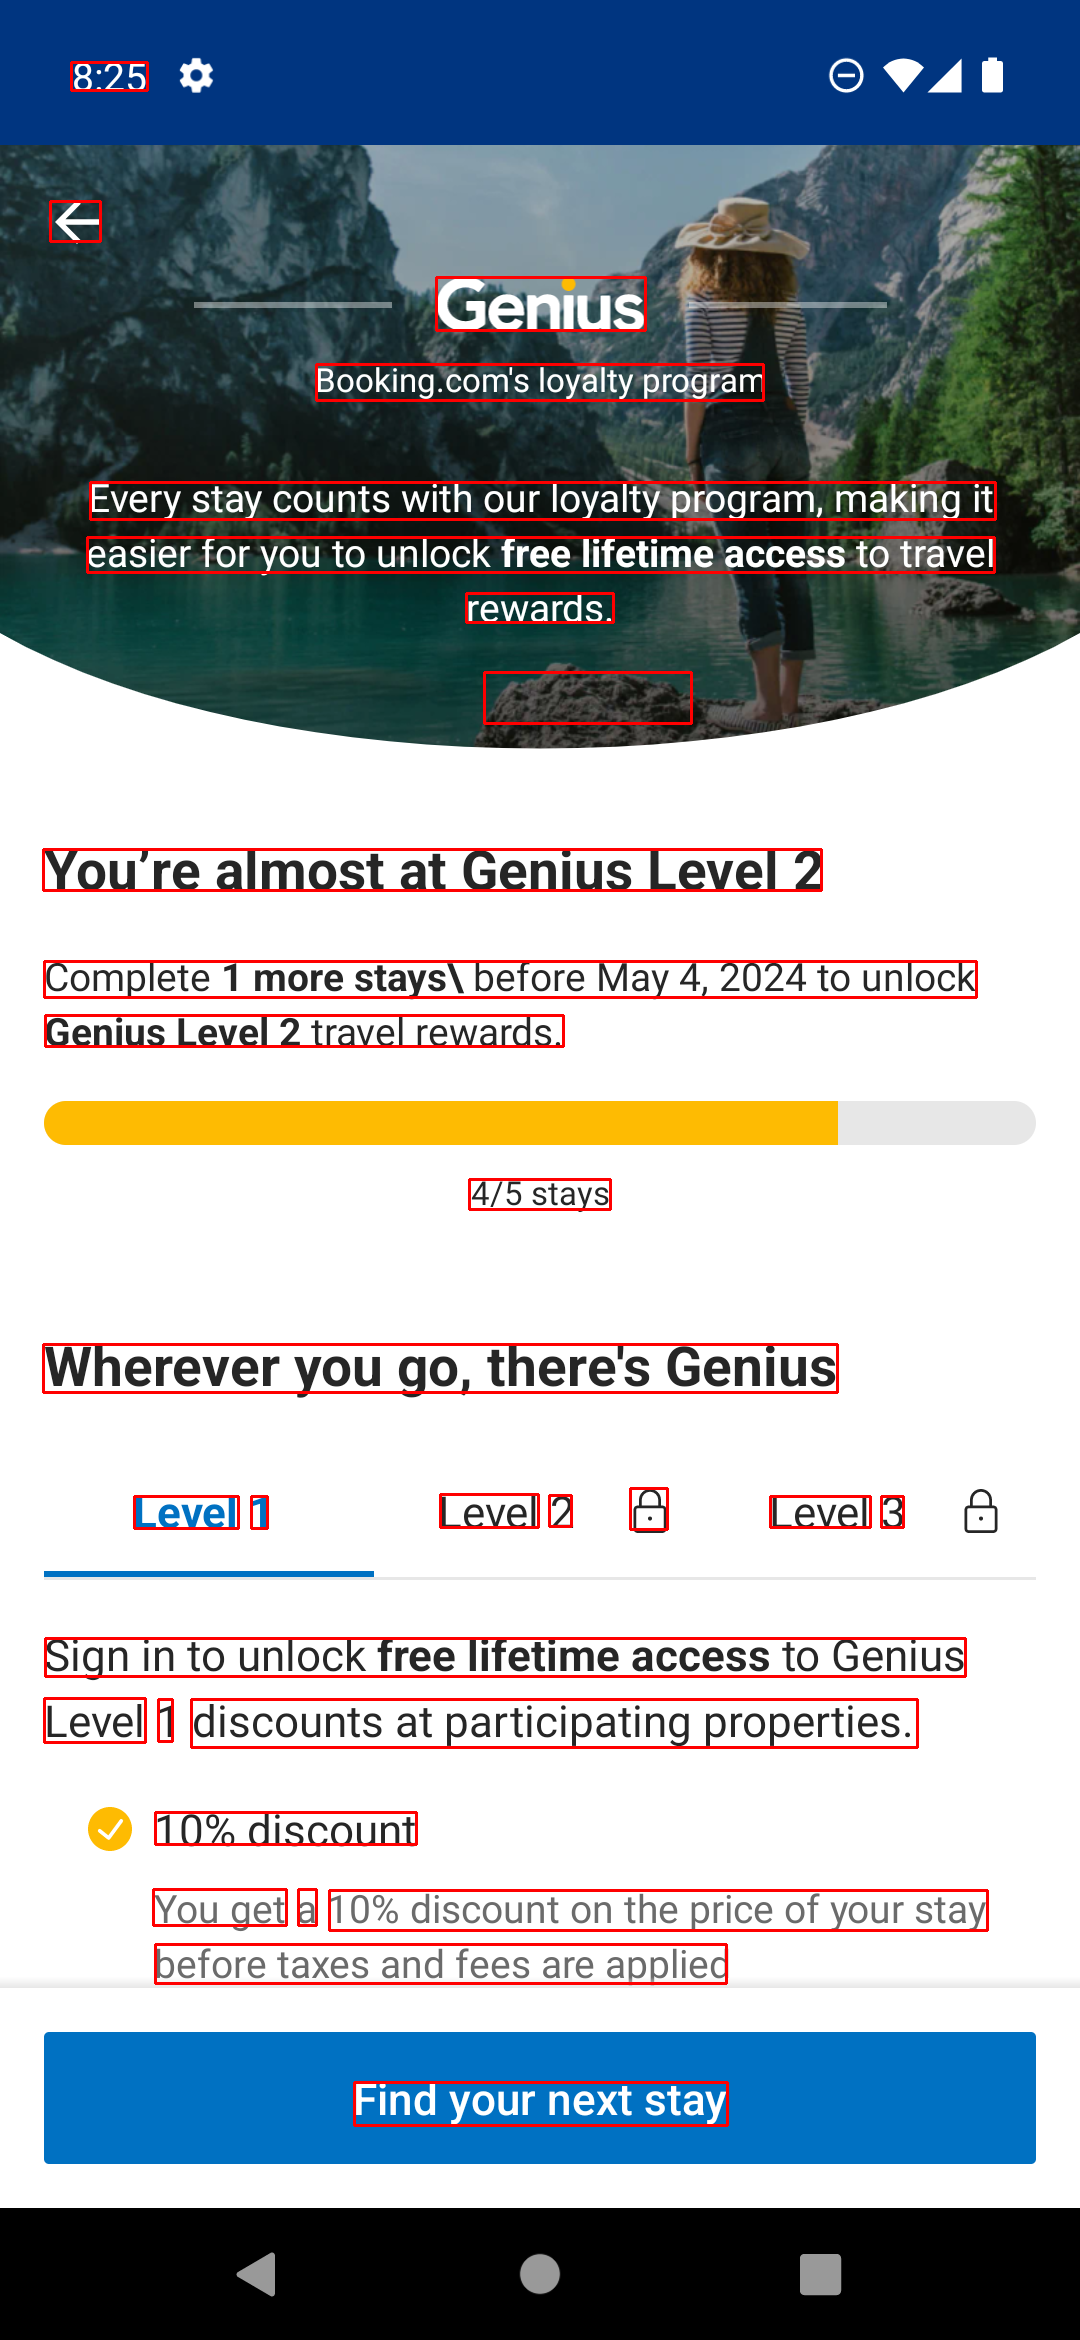 8:25
Genius
Booking.com's loyalty program
Every stay counts with our loyalty program, making it
easier for you to unlock free lifetime access to travel
rewards.
You’re almost at Genius Level 2
Complete 1 more stays\ before May 4, 2024 to unlock
Genius Level 2 travel rewards.
4/5 stays
Wherever you go, there's Genius
Level 1 Level 2 Level 3
Sign in to unlock free lifetime access to Genius
Level 1 discounts at participating properties.
10% discount
You get a 10% discount on the price of your stay
before taxes and fees are applied
Find your next stay